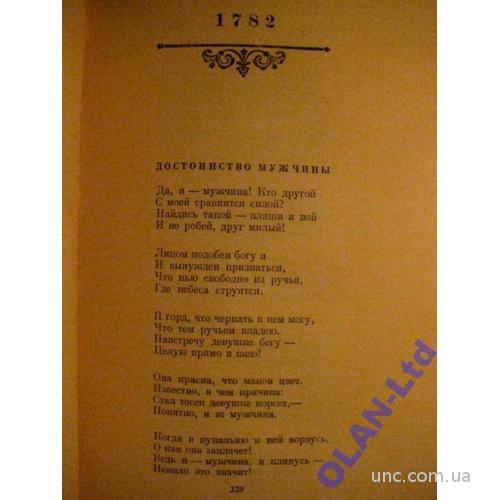 1782
ДОСТОИНСТВО МУЖЧИНЫ
Да, я — мужчина! Кто другой
С моей сравнится силой?
Найдись такой — пляши и пой
И не робей, друг милый!
Лицом подобен богу я
И вынужден признаться,
Что пью свободно из ручья,
Где небеса струятся.
Я горд, что черпать в нем могу,
Что тем ручьем владею.
Навстречу девушке бегу —
Целую прямо в шею!
Она красна, что маков цвет.
Известно, в чем причина:
Стал тесен девушке корсет,—
Понятно, я ж мужчина.
Когда в купальню к ней ворвусь,
О как она заплачет!
Ведь я — мужчина, я клянусь —
Немало это значит!
129
OLAN-Ltd
unc.com.ua